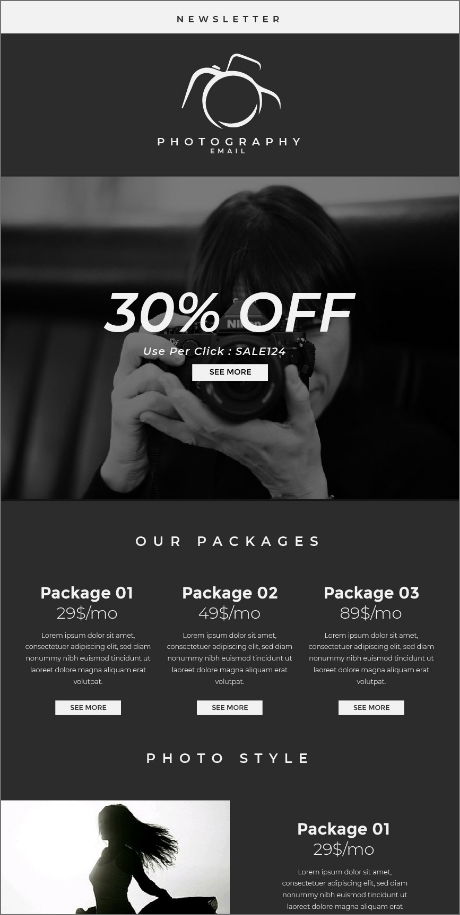 NEWSLETTER
PHOTOGRAPHY
EMAIL
Nikon
30% OFF
Use Per Click : SALE124
SEE MORE
OUR PACKAGES
Package 01
29$/mo
Lorem ipsum dolor sit amet,
consectetuer adipiscing elit, sed diam
nonummy nibh euismod tincidunt ut
laoreet dolore magna aliquam erat
volutpat.
SEE MORE
Package 02
49$/mo
Lorem ipsum dolor sit amet,
consectetuer adipiscing elit, sed diam
nonummy nibh euismod tincidunt ut
laoreet dolore magna aliquam erat
volutpat.
SEE MORE
Package 03
89$/mo
Lorem ipsum dolor sit amet,
consectetuer adipiscing elit, sed diam
nonummy nibh euismod tincidunt ut
laoreet dolore magna aliquam erat
volutpat.
SEE MORE
PHOTO STYLE
Package 01
29$/mo
Lorem ipsum dolor sit amet,
consectetuer adipiscing elit, sed diam
nonummy nibh euismod tincidunt ut
laoreet dolore magna aliquam erat